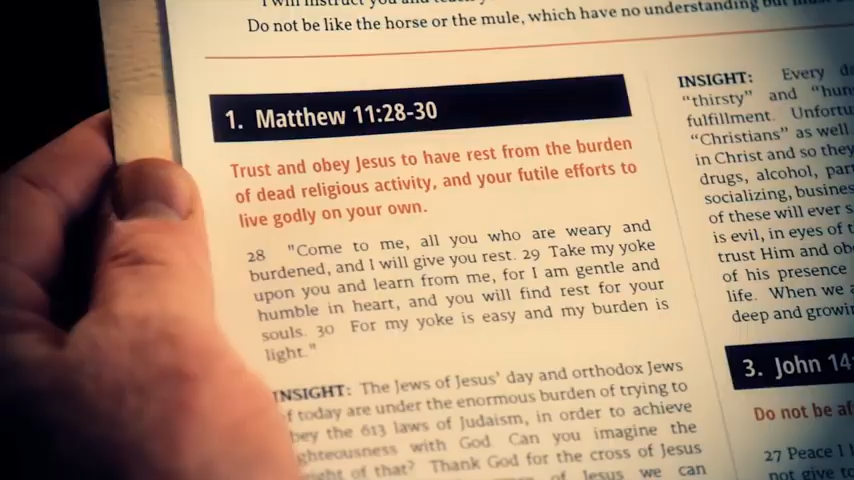 Do not be like the horse or the mule, which have no understanding but must
1. Matthew 11:28-30
Trust and obey Jesus to have rest from the burden
of dead religious activity, and your futile efforts to
live godly on your own.
28 "Come to me, all you who are weary and
burdened, and I will give you rest. 29 Take my yoke
upon you and learn from me, for I am gentle and
humble in heart, and you will find rest for your
souls. 30 For my yoke is easy and my burden is
light."
INSIGHT: The Jews of Jesus' day and orthodox Jews
today are under the enormous burden of trying to
the 613 laws of Judaism, in order to achieve
with God. Can you imagine the
of that? Thank God for the cross of Jesus
of Jesus we can
INSIGHT: Every
"thirsty" and
fulfillment.
"Christians" as well
in Christ and so they
drugs, alcohol,
socializing,
of these will ever
is evil, in eyes of
trust Him and
of his presence
life. When we
deep and
3. John 14:
Do not be
27 Peace I
not give to